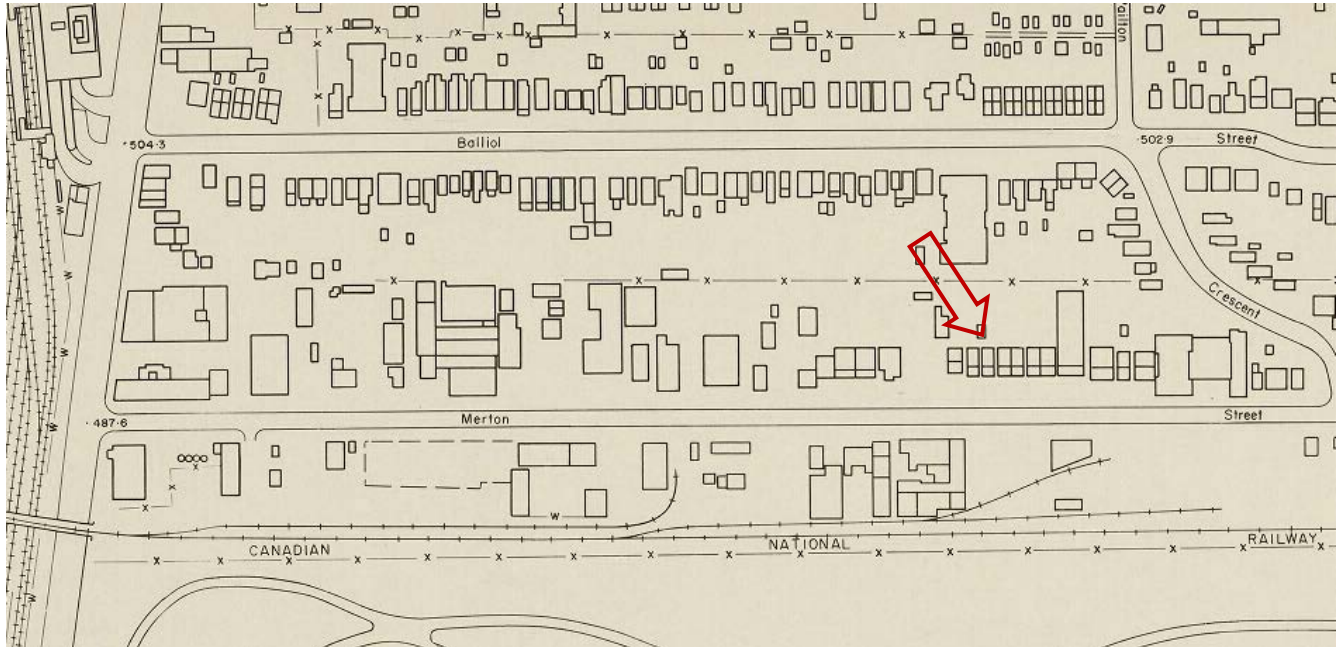 504.3
Balliol
502.9
Street
Crescent
487.6
Merton
Street
CANADIAN
NATIONAL
RAILWAY